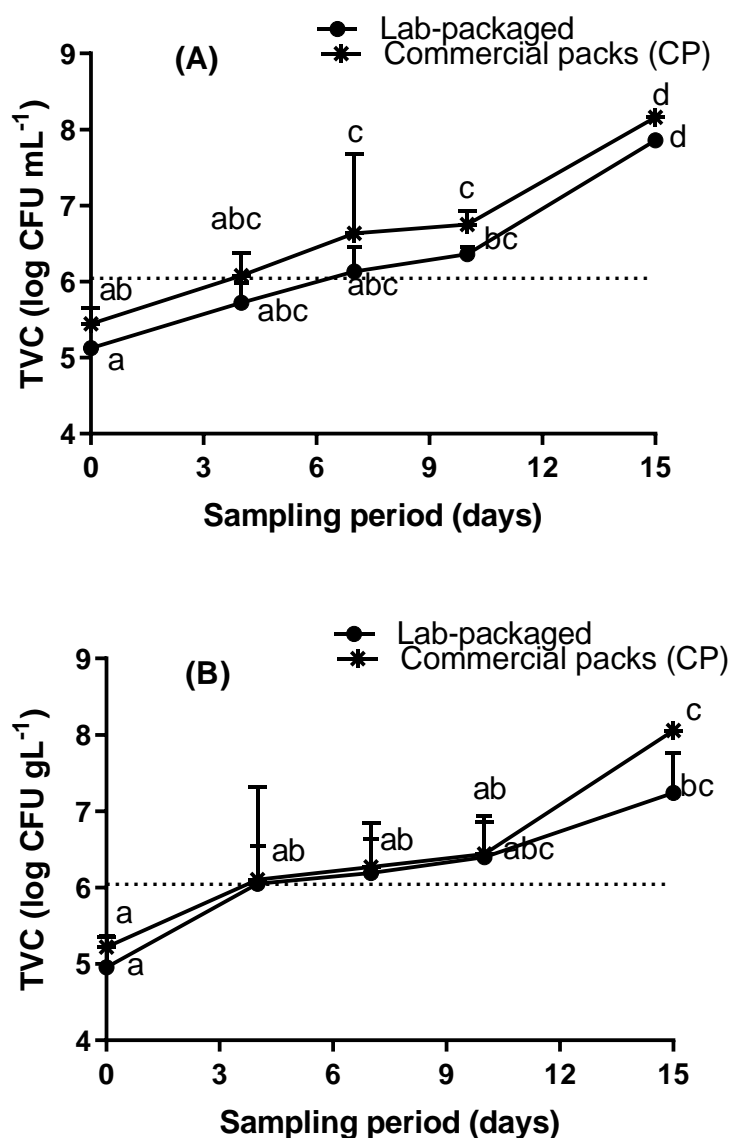 Lab-packaged
Commercial packs (CP)
(A)
9
8
7
6
5
4
TVC (log CFU mL⁻¹)
ab
a
abc
abc
c
abc
c
bc
d
d
0 3 6 9 12 15
Sampling period (days)
Lab-packaged
Commercial packs (CP)
(B)
9
8
7
6
5
4
TVC (log CFU gL⁻¹)
a
a
ab
ab
ab
abc
c
bc
0 3 6 9 12 15
Sampling period (days)